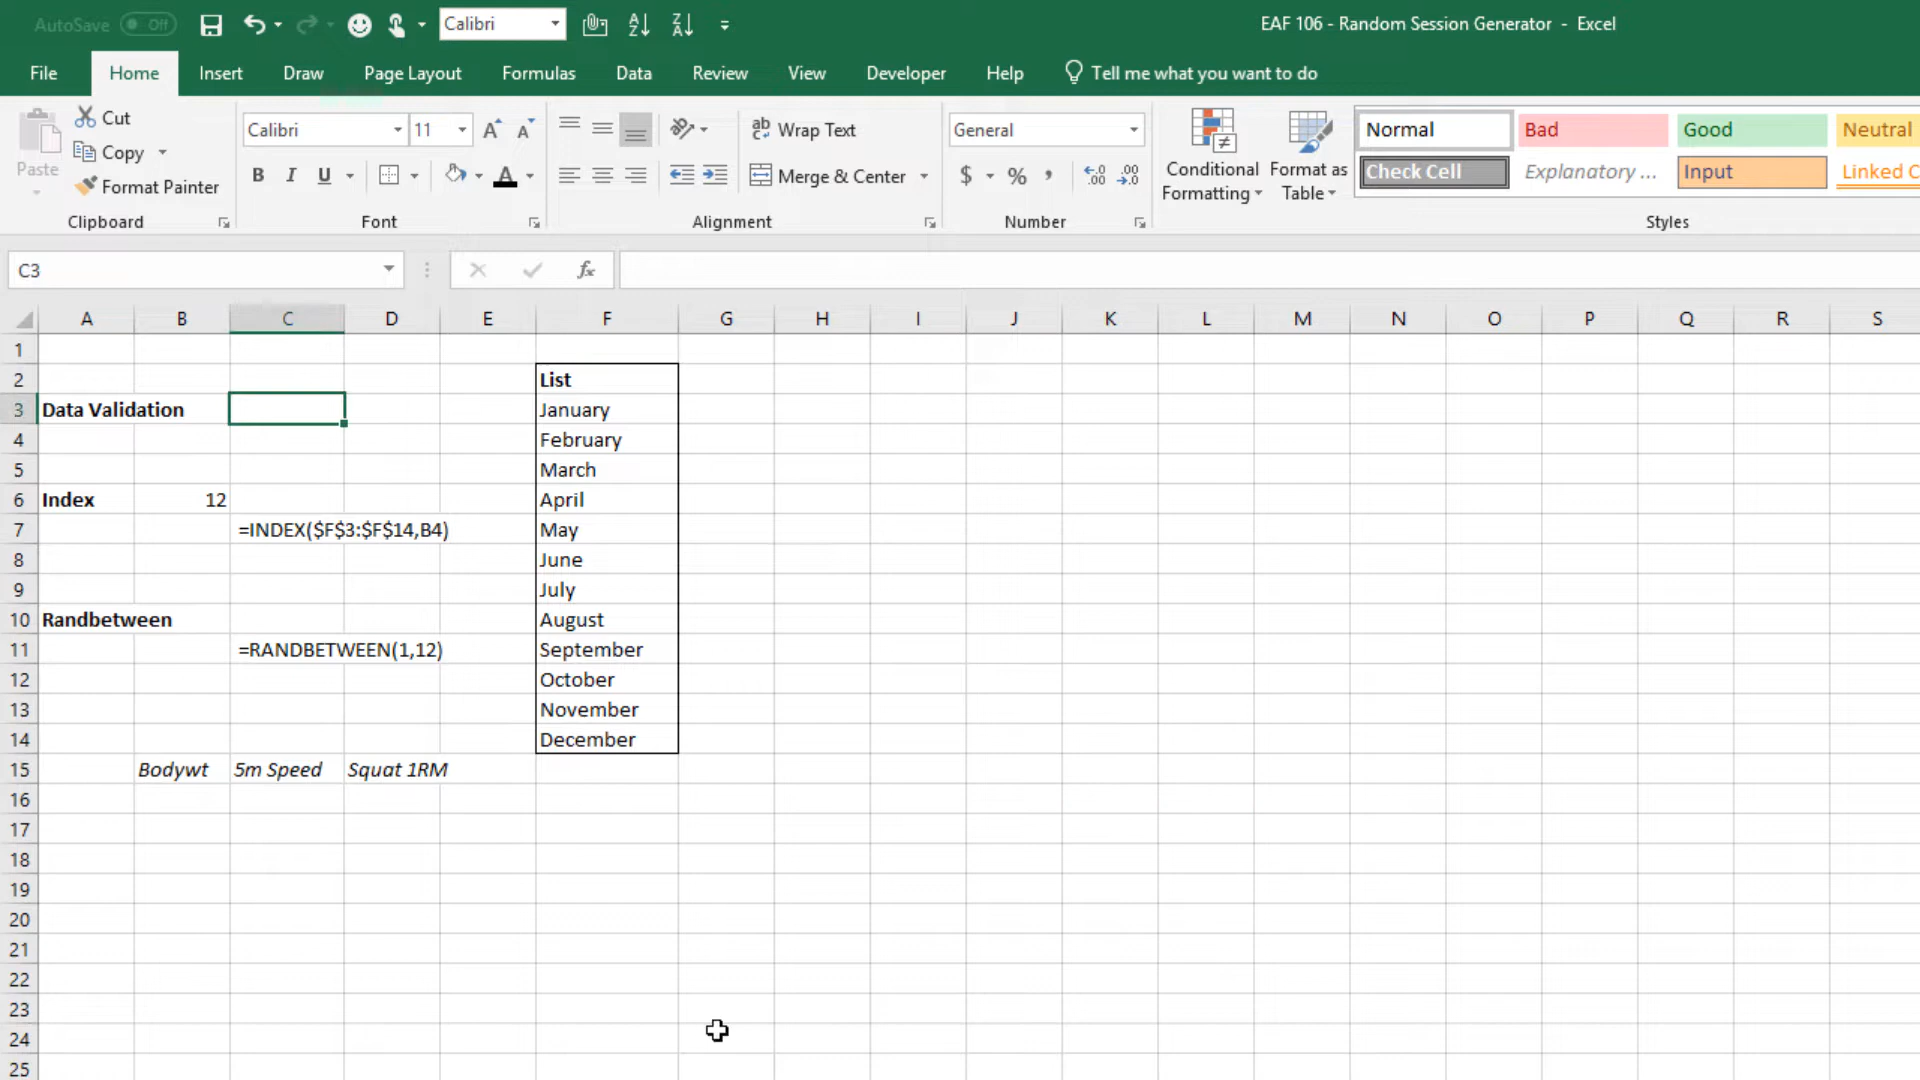 AutoSave Off Calibri EAF 106 - Random Session Generator - Excel
File Home Insert Draw Page Layout Formulas Data Review View Developer Help Tell me what you want to do
Paste Cut Calibri 11 Wrap Text General Conditional Formatting Format as Table Normal Bad Good Neutral
Copy
Format Painter B I U Merge & Center $ % Check Cell Explanatory ... Input Linked C
Clipboard Font Alignment Number Styles
C3 fx
A B C D E F G H I J K L M N O P Q R S
1
2 List
3 Data Validation January
4 February
5 March
6 Index 12 April
7 =INDEX($F$3:$F$14,B4) May
8 June
9 July
10 Randbetween August
11 =RANDBETWEEN(1,12) September
12 October
13 November
14 December
15 Bodywt 5m Speed Squat 1RM
16
17
18
19
20
21
22
23
24
25